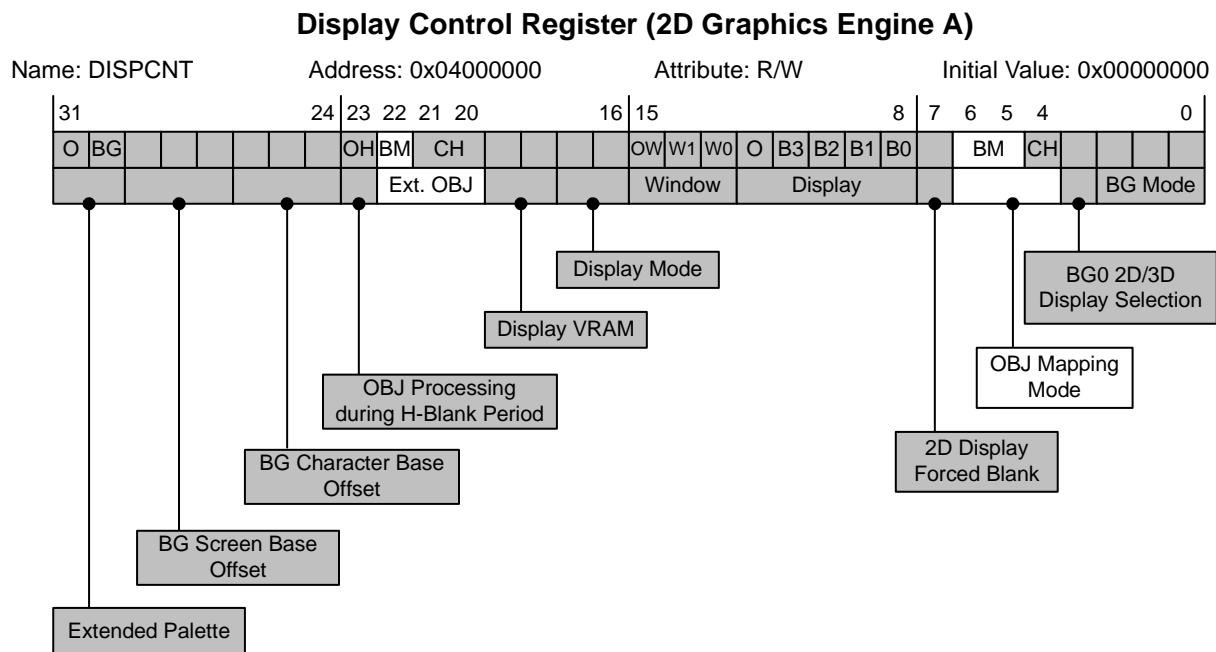 Display Control Register (2D Graphics Engine A)
Name: DISPCNT Address: 0x04000000 Attribute: R/W Initial Value: 0x00000000
31 24 23 22 21 20 16 15 8 7 6 5 4 0
O BG OH BM CH OW W1 W0 O B3 B2 B1 B0 BM CH
Ext. OBJ Window Display BG Mode
Display Mode
BG0 2D/3D
Display Selection
Display VRAM
OBJ Mapping
Mode
OBJ Processing
during H-Blank Period
2D Display
Forced Blank
BG Character Base
Offset
BG Screen Base
Offset
Extended Palette